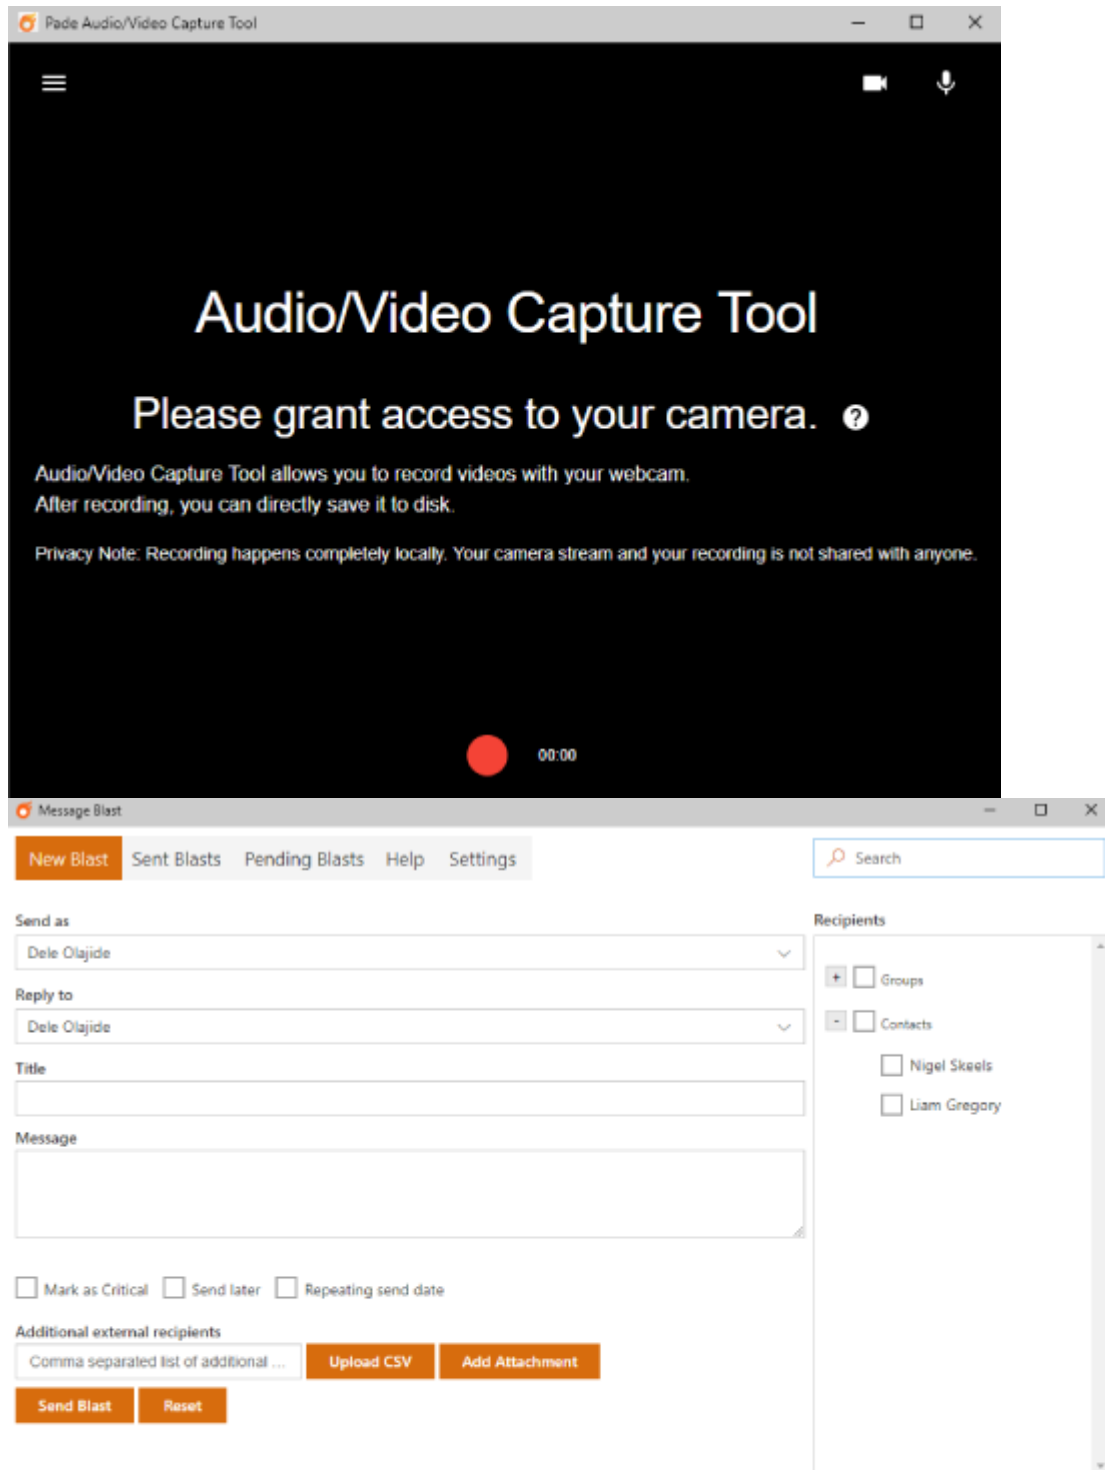 Pade Audio/Video Capture Tool
Audio/Video Capture Tool
Please grant access to your camera.
Audio/Video Capture Tool allows you to record videos with your webcam.
After recording, you can directly save it to disk.
Privacy Note: Recording happens completely locally. Your camera stream and your recording is not shared with anyone.
00:00
Message Blast
New Blast Sent Blasts Pending Blasts Help Settings
Search
Send as
Dele Olajide
Reply to
Dele Olajide
Title
Message
Mark as Critical Send later Repeating send date
Additional external recipients
Comma separated list of additional ... Upload CSV Add Attachment
Send Blast Reset
Recipients
+ Groups
- Contacts
Nigel Skeels
Liam Gregory